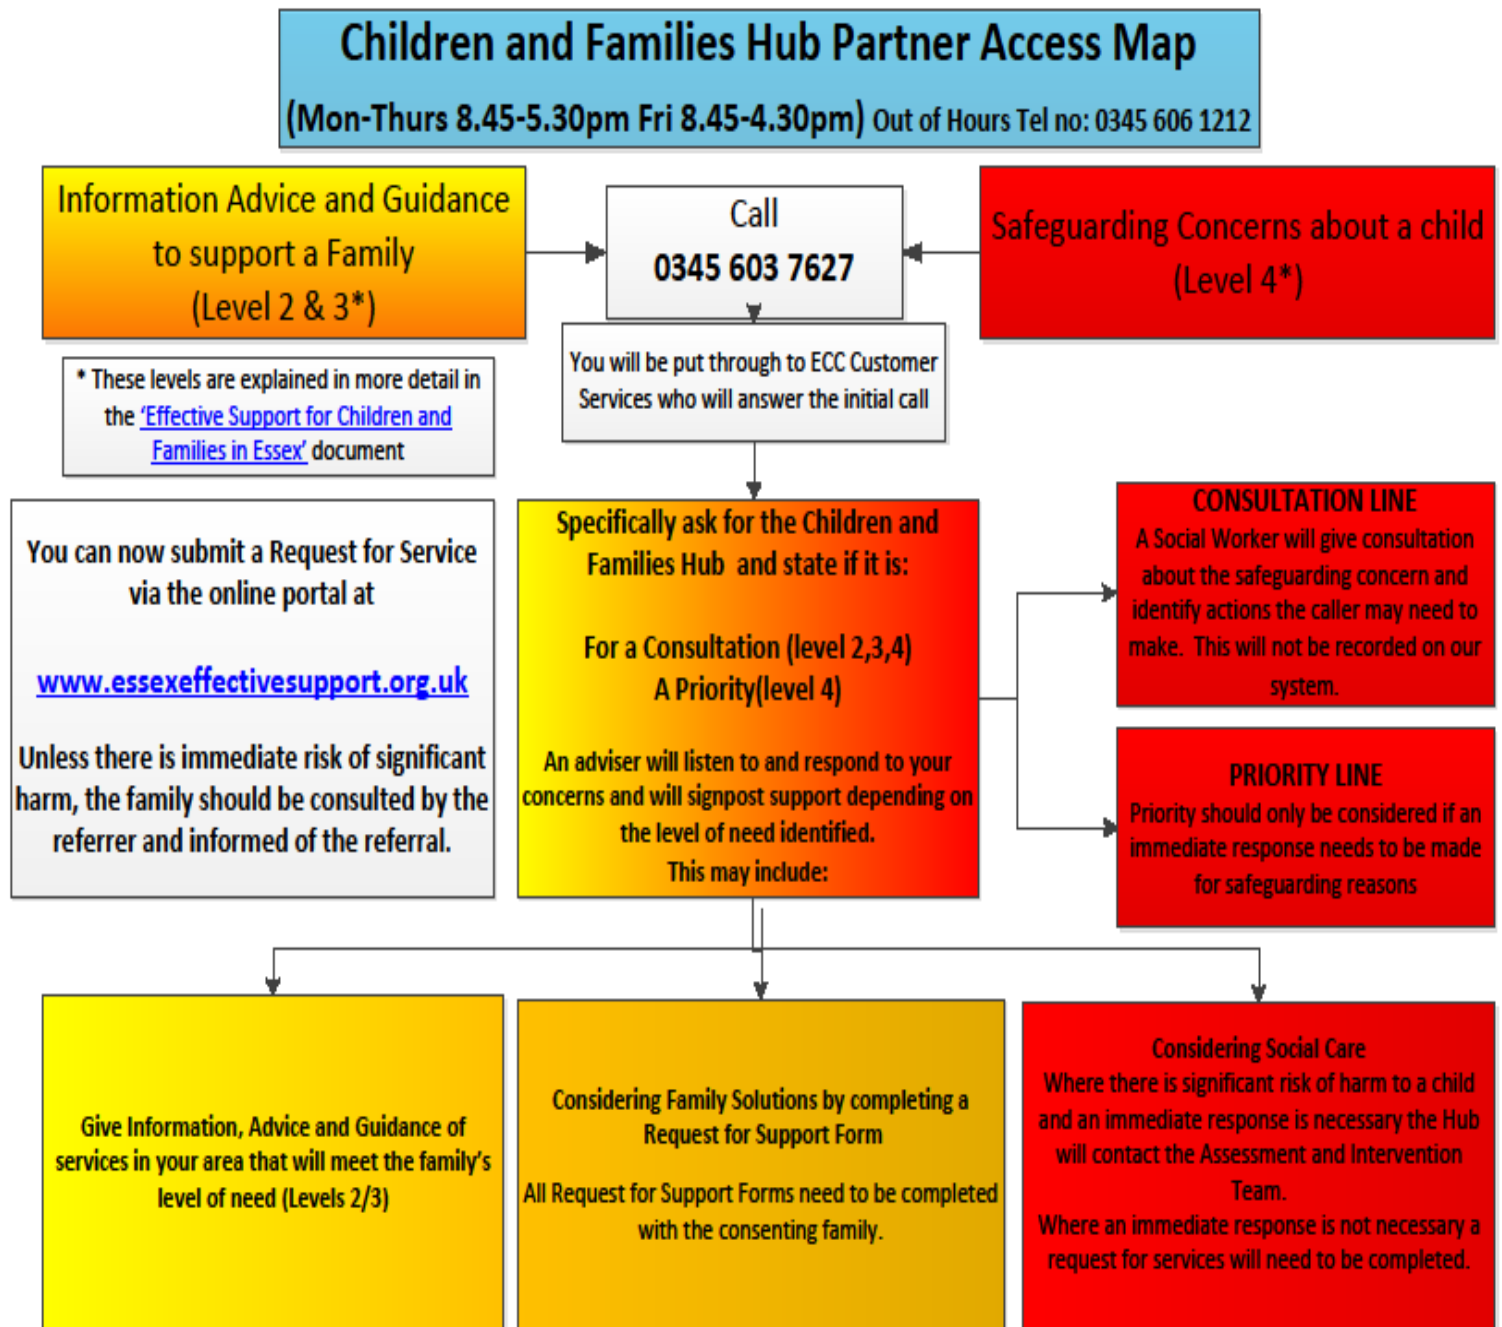 Children and Families Hub Partner Access Map
(Mon-Thurs 8.45-5.30pm Fri 8.45-4.30pm) Out of Hours Tel no: 0345 606 1212
Information Advice and Guidance
to support a Family
(Level 2 & 3*)
Call
0345 603 7627
Safeguarding Concerns about a child
(Level 4*)
You will be put through to ECC Customer
Services who will answer the initial call
* These levels are explained in more detail in
the 'Effective Support for Children and
Families in Essex' document
You can now submit a Request for Service
via the online portal at
www.essexeffectivesupport.org.uk
Unless there is immediate risk of significant
harm, the family should be consulted by the
referrer and informed of the referral.
Specifically ask for the Children and
Families Hub and state if it is:
For a Consultation (level 2,3,4)
A Priority(level 4)
An adviser will listen to and respond to your
concerns and will signpost support depending on
the level of need identified.
This may include:
CONSULTATION LINE
A Social Worker will give consultation
about the safeguarding concern and
identify actions the caller may need to
make. This will not be recorded on our
system.
PRIORITY LINE
Priority should only be considered if an
immediate response needs to be made
for safeguarding reasons
Give Information, Advice and Guidance of
services in your area that will meet the family's
level of need (Levels 2/3)
Considering Family Solutions by completing a
Request for Support Form
All Request for Support Forms need to be completed
with the consenting family.
Considering Social Care
Where there is significant risk of harm to a child
and an immediate response is necessary the Hub
will contact the Assessment and Intervention
Team.
Where an immediate response is not necessary a
request for services will need to be completed.